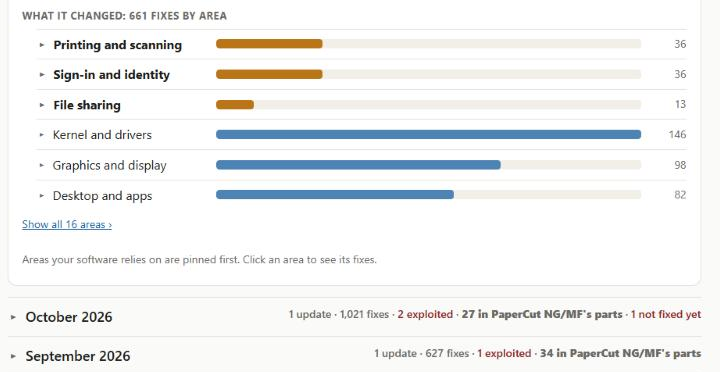 WHAT IT CHANGED: 661 FIXES BY AREA
Printing and scanning 36
Sign-in and identity 36
File sharing 13
Kernel and drivers 146
Graphics and display 98
Desktop and apps 82
Show all 16 areas ›
Areas your software relies on are pinned first. Click an area to see its fixes.
October 2026 1 update · 1,021 fixes · 2 exploited · 27 in PaperCut NG/MF's parts · 1 not fixed yet
September 2026 1 update · 627 fixes · 1 exploited · 34 in PaperCut NG/MF's parts